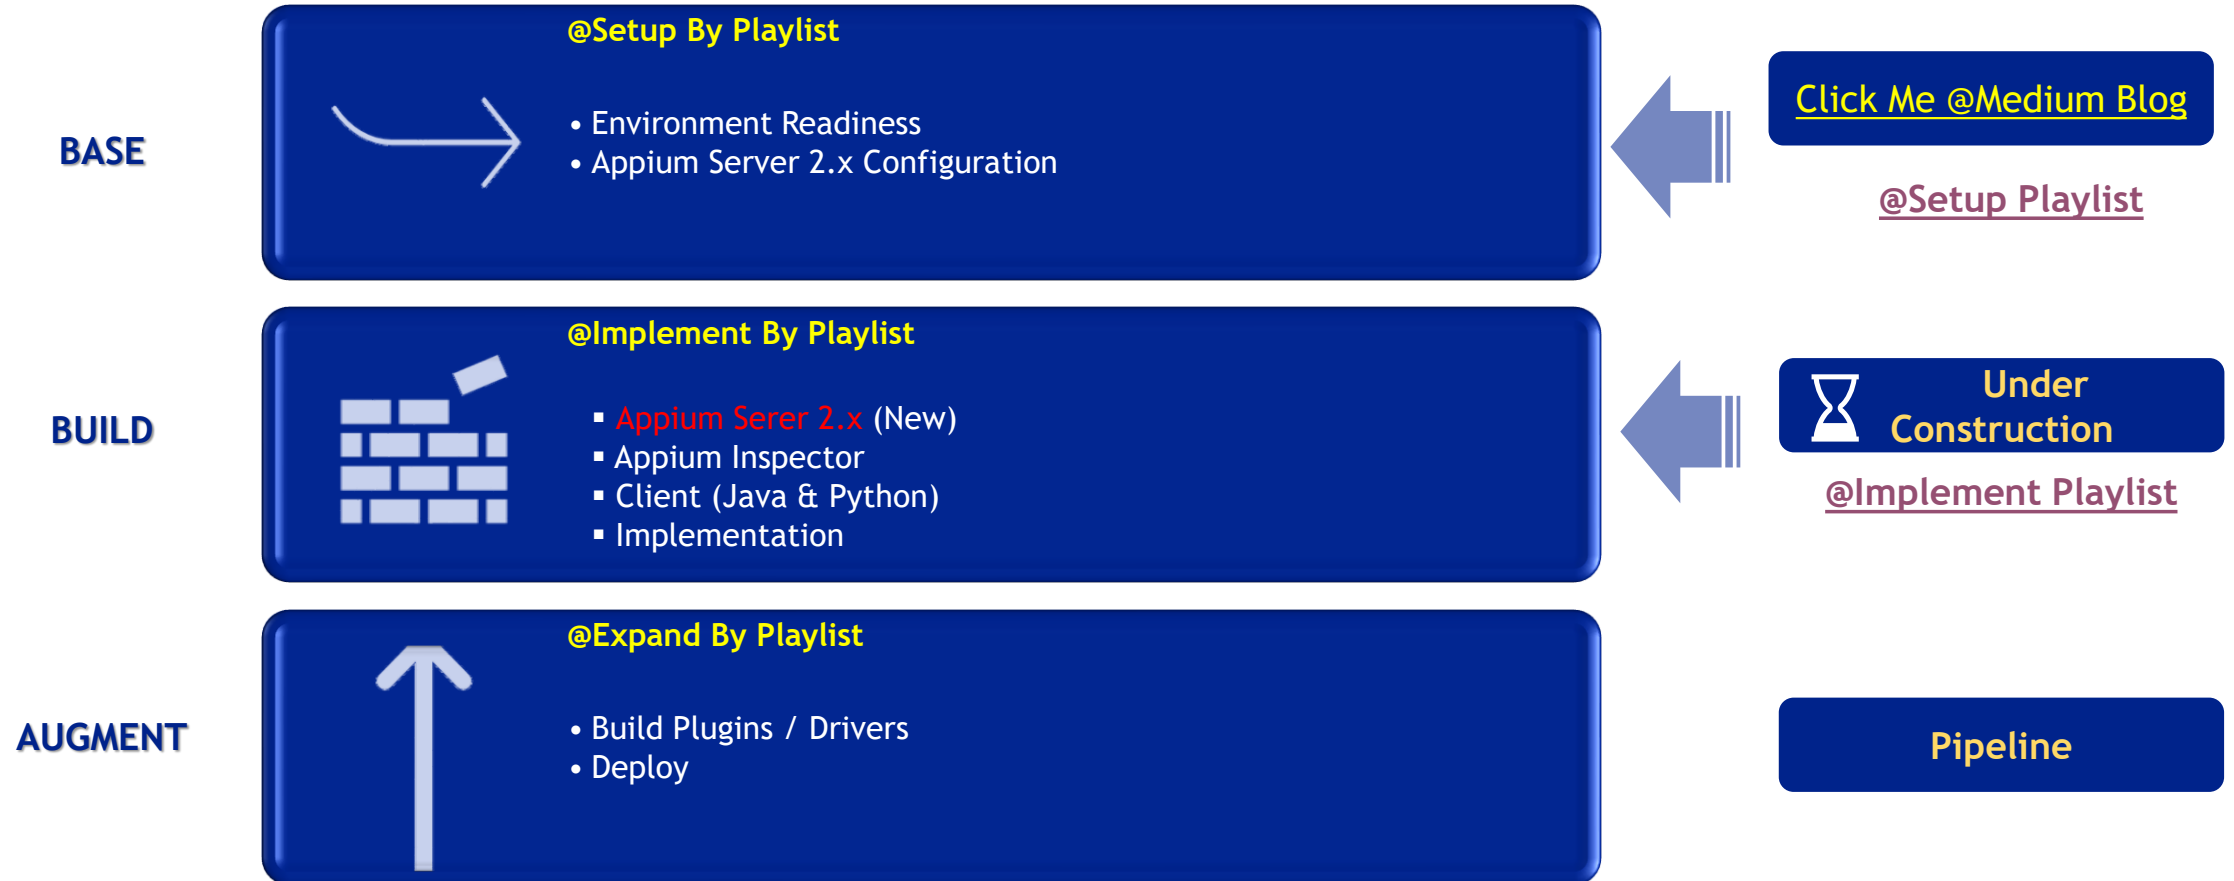 BASE
@Setup By Playlist
• Environment Readiness
• Appium Server 2.x Configuration
Click Me @Medium Blog
@Setup Playlist
BUILD
@Implement By Playlist
▪ Appium Serer 2.x (New)
▪ Appium Inspector
▪ Client (Java & Python)
▪ Implementation
Under
Construction
@Implement Playlist
AUGMENT
@Expand By Playlist
• Build Plugins / Drivers
• Deploy
Pipeline